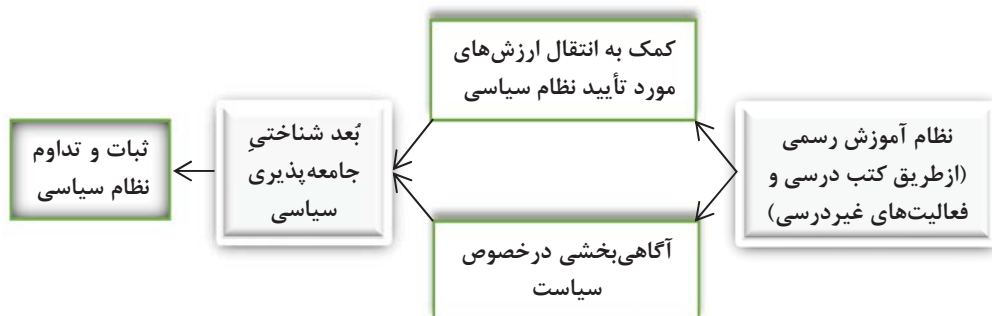 نظام آموزش رسمی
(ازطریق کتب درسی و
فعالیت‌های غیردرسی)
کمک به انتقال ارزش‌های
مورد تأیید نظام سیاسی
آگاهی‌بخشی درخصوص
سیاست
بُعد شناختیِ
جامعه‌پذیری
سیاسی
ثبات و تداوم
نظام سیاسی